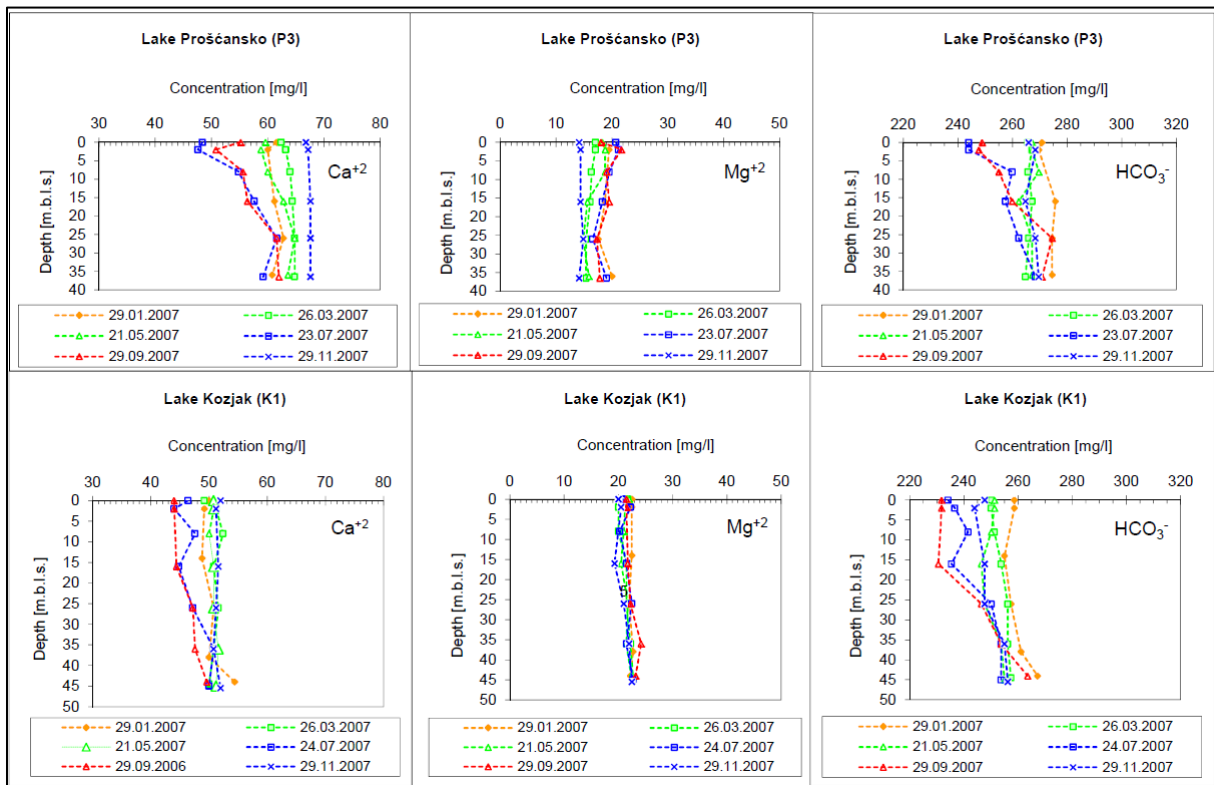 Lake Prošćansko (P3)
Concentration [mg/l]
30 40 50 60 70 80
0
5
10
15
20
25
30
35
40
Depth [m.b.l.s.]
Ca+2
29.01.2007 26.03.2007
21.05.2007 23.07.2007
29.09.2007 29.11.2007
Lake Prošćansko (P3)
Concentration [mg/l]
0 10 20 30 40 50
0
5
10
15
20
25
30
35
40
Depth [m.b.l.s.]
Mg+2
29.01.2007 26.03.2007
21.05.2007 23.07.2007
29.09.2007 29.11.2007
Lake Prošćansko (P3)
Concentration [mg/l]
220 240 260 280 300 320
0
5
10
15
20
25
30
35
40
Depth [m.b.l.s.]
HCO3-
29.01.2007 26.03.2007
21.05.2007 23.07.2007
29.09.2007 29.11.2007
Lake Kozjak (K1)
Concentration [mg/l]
30 40 50 60 70 80
0
5
10
15
20
25
30
35
40
45
50
Depth [m.b.l.s.]
Ca+2
29.01.2007 26.03.2007
21.05.2007 24.07.2007
29.09.2006 29.11.2007
Lake Kozjak (K1)
Concentration [mg/l]
0 10 20 30 40 50
0
5
10
15
20
25
30
35
40
45
50
Depth [m.b.l.s.]
Mg+2
29.01.2007 26.03.2007
21.05.2007 24.07.2007
29.09.2007 29.11.2007
Lake Kozjak (K1)
Concentration [mg/l]
220 240 260 280 300 320
0
5
10
15
20
25
30
35
40
45
50
Depth [m.b.l.s.]
HCO3-
29.01.2007 26.03.2007
21.05.2007 24.07.2007
29.09.2007 29.11.2007